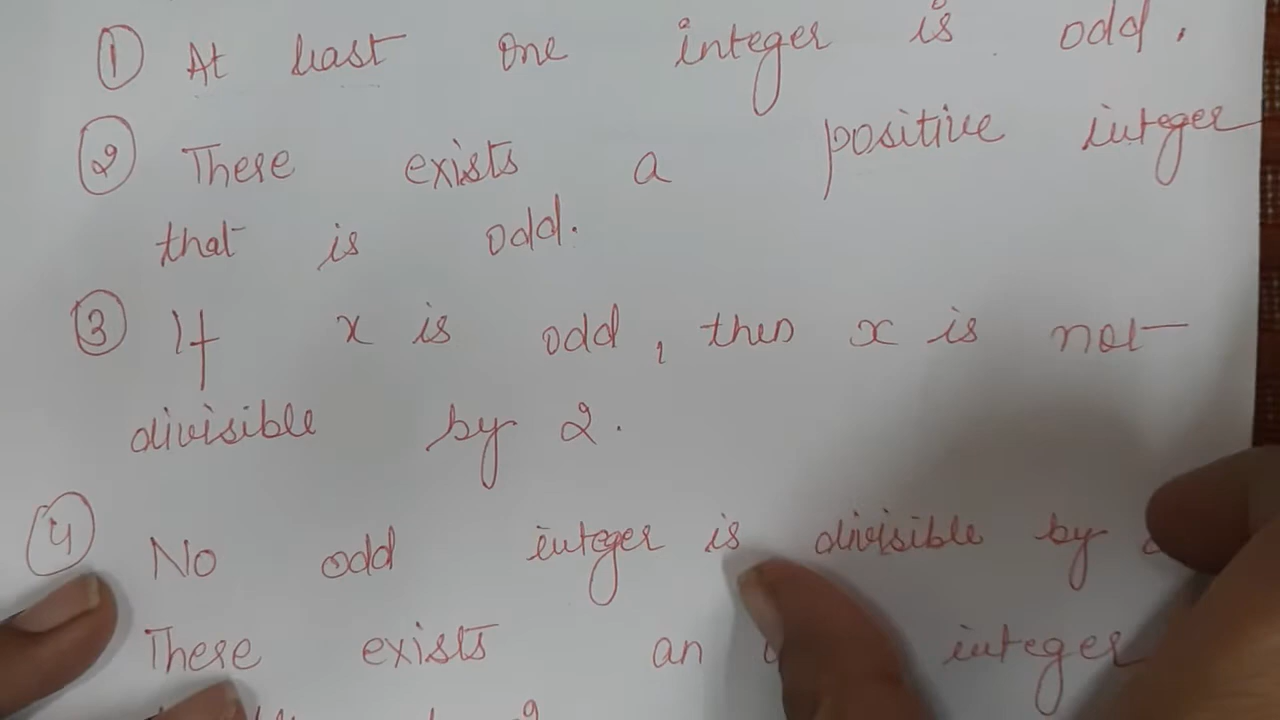 ① At least one integer is odd.
② There exists a positive integer
that is odd.
③ If x is odd, then x is not
divisible by 2.
④ No odd integer is divisible by
There exists an integer